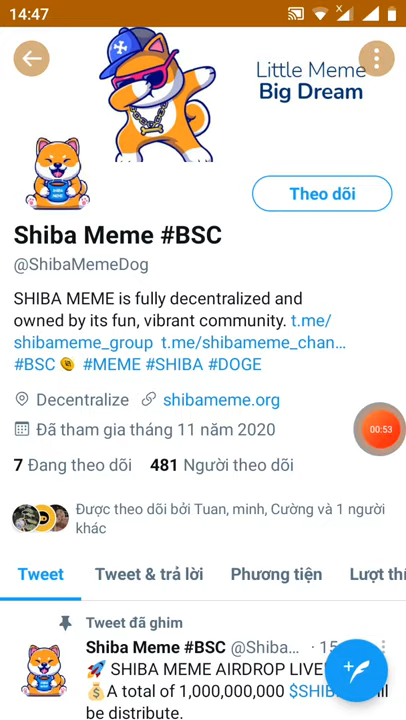 14:47
Little Meme
Big Dream
Theo dõi
Shiba Meme #BSC
@ShibaMemeDog
SHIBA MEME is fully decentralized and
owned by its fun, vibrant community. t.me/
shibameme_group t.me/shibameme_chan…
#BSC #MEME #SHIBA #DOGE
Decentralize shibameme.org
Đã tham gia tháng 11 năm 2020
00:53
7 Đang theo dõi 481 Người theo dõi
Được theo dõi bởi Tuan, minh, Cường và 1 người
khác
Tweet Tweet & trả lời Phương tiện Lượt thí
Tweet đã ghim
Shiba Meme #BSC @Shiba… · 15
🚀 SHIBA MEME AIRDROP LIVE
💰A total of 1,000,000,000 $SHIB
be distribute.